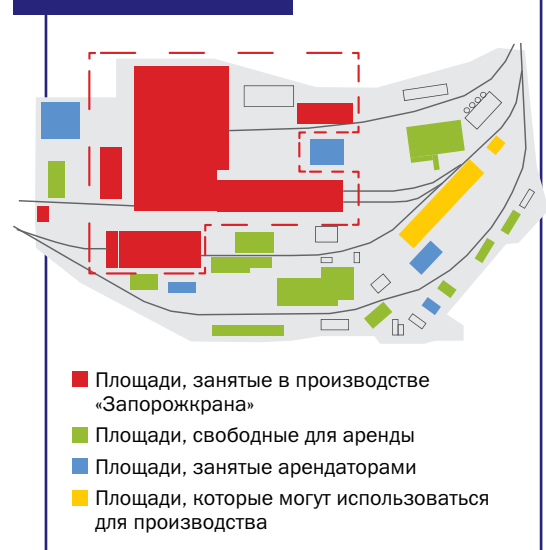 Площади, занятые в производстве
«Запорожкрана»
Площади, свободные для аренды
Площади, занятые арендаторами
Площади, которые могут использоваться
для производства